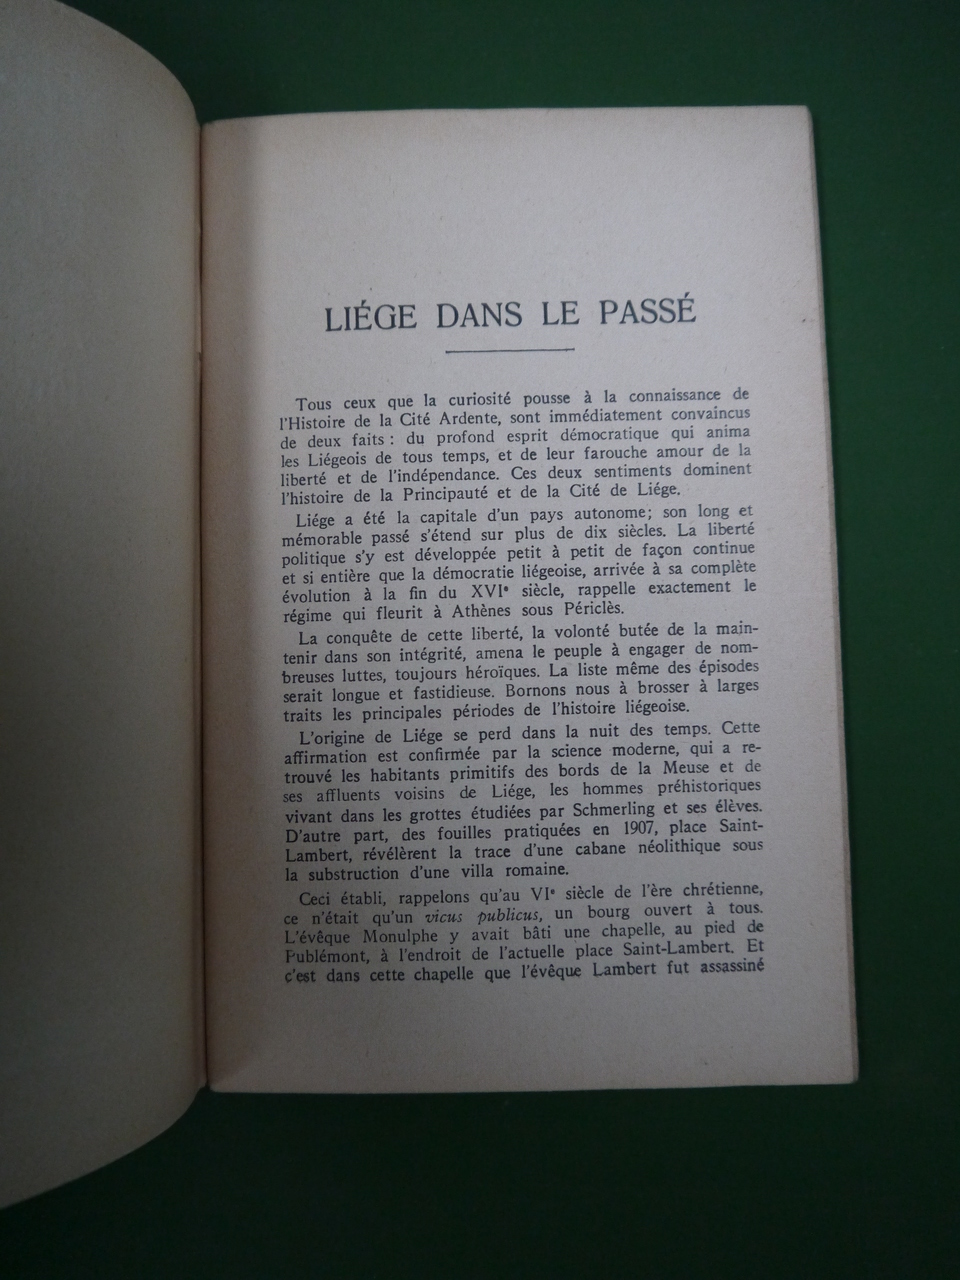 LIÉGE DANS LE PASSÉ
Tous ceux que la curiosité pousse à la connaissance de
l'Histoire de la Cité Ardente, sont immédiatement convaincus
de deux faits : du profond esprit démocratique qui anima
les Liégeois de tous temps, et de leur farouche amour de la
liberté et de l'indépendance. Ces deux sentiments dominent
l'histoire de la Principauté et de la Cité de Liége.
Liége a été la capitale d'un pays autonome; son long et
mémorable passé s'étend sur plus de dix siècles. La liberté
politique s'y est développée petit à petit de façon continue
et si entière que la démocratie liégeoise, arrivée à sa complète
évolution à la fin du XVIe siècle, rappelle exactement le
régime qui fleurit à Athènes sous Périclès.
La conquête de cette liberté, la volonté butée de la main-
tenir dans son intégrité, amena le peuple à engager de nom-
breuses luttes, toujours héroïques. La liste même des épisodes
serait longue et fastidieuse. Bornons nous à brosser à larges
traits les principales périodes de l'histoire liégeoise.
L'origine de Liége se perd dans la nuit des temps. Cette
affirmation est confirmée par la science moderne, qui a re-
trouvé les habitants primitifs des bords de la Meuse et de
ses affluents voisins de Liége, les hommes préhistoriques
vivant dans les grottes étudiées par Schmerling et ses élèves.
D'autre part, des fouilles pratiquées en 1907, place Saint-
Lambert, révélèrent la trace d'une cabane néolithique sous
la substruction d'une villa romaine.
Ceci établi, rappelons qu'au VIe siècle de l'ère chrétienne,
ce n'était qu'un vicus publicus, un bourg ouvert à tous.
L'évêque Monulphe y avait bâti une chapelle, au pied de
Publémont, à l'endroit de l'actuelle place Saint-Lambert. Et
c'est dans cette chapelle que l'évêque Lambert fut assassiné